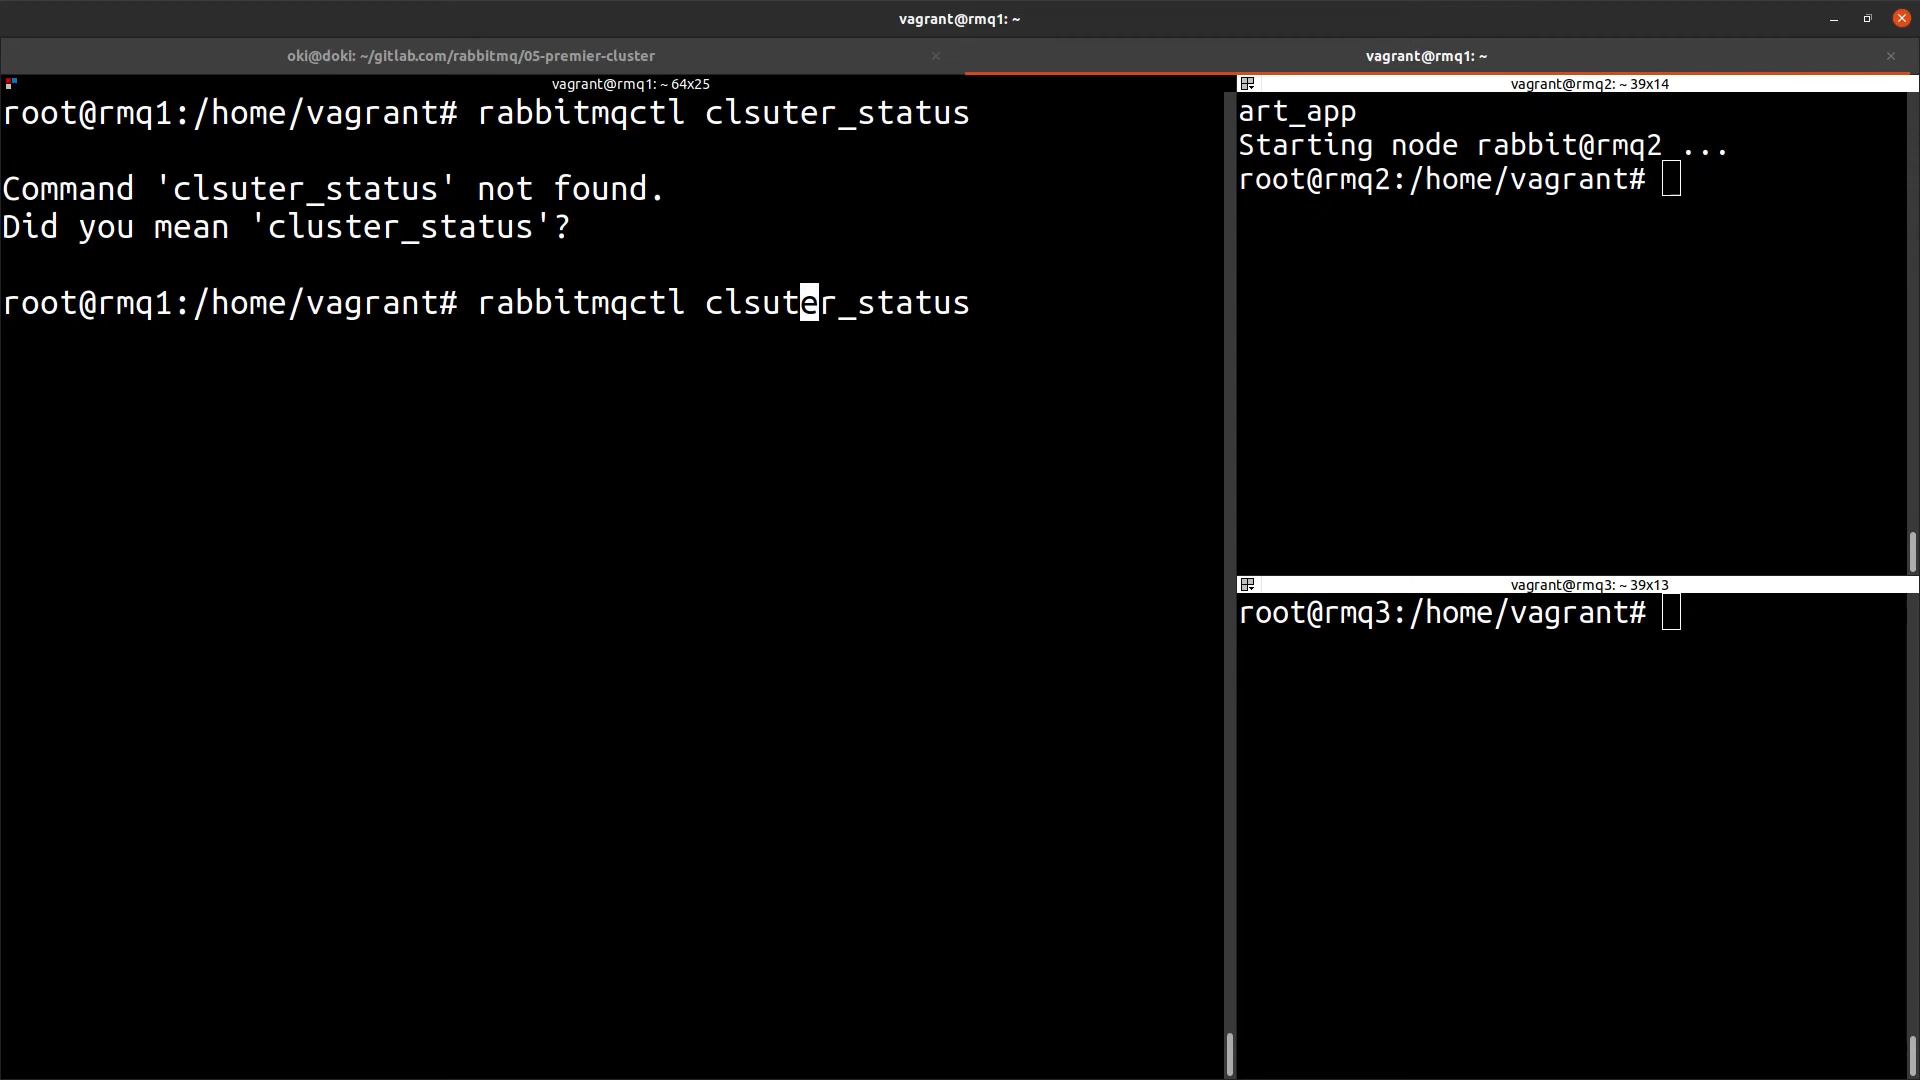 vagrant@rmq1: ~
oki@doki: ~/gitlab.com/rabbitmq/05-premier-cluster
vagrant@rmq1: ~
vagrant@rmq1: ~ 64x25
root@rmq1:/home/vagrant# rabbitmqctl clsuter_status
Command 'clsuter_status' not found.
Did you mean 'cluster_status'?
root@rmq1:/home/vagrant# rabbitmqctl clsuter_status
vagrant@rmq2: ~ 39x14
art_app
Starting node rabbit@rmq2 ...
root@rmq2:/home/vagrant#
vagrant@rmq3: ~ 39x13
root@rmq3:/home/vagrant#